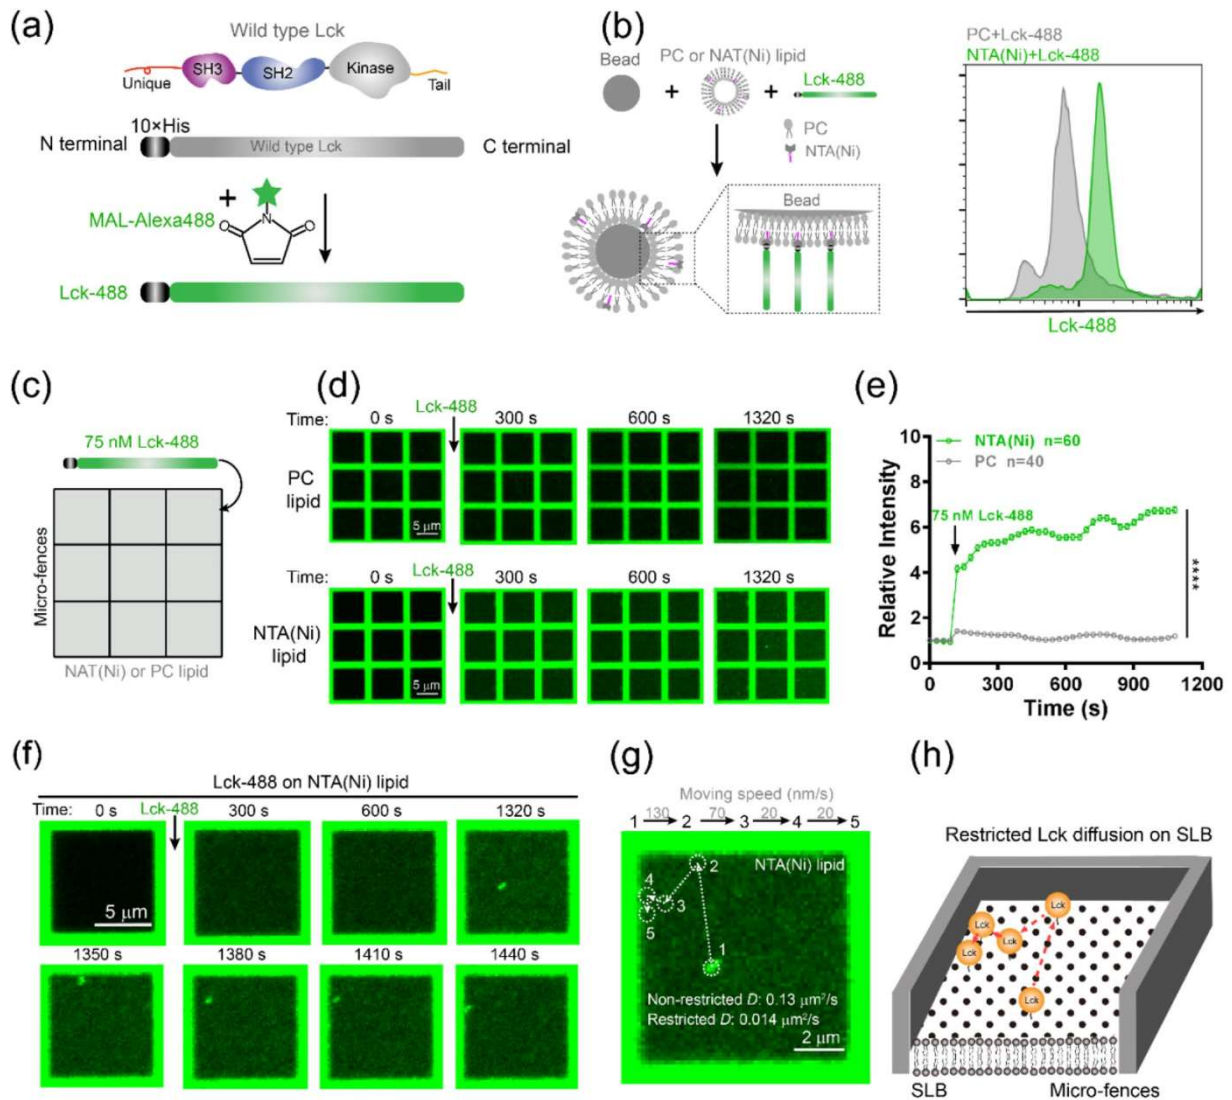 (a)
Wild type Lck
SH3
SH2
Kinase
Unique
Tail
10×His
N terminal
Wild type Lck
C terminal
+
MAL-Alexa488
N
O
O
Lck-488
(b)
Bead
PC or NAT(Ni) lipid
Lck-488
+
+
PC
NTA(Ni)
Bead
PC+Lck-488
NTA(Ni)+Lck-488
Lck-488
(c)
75 nM Lck-488
Micro-fences
NAT(Ni) or PC lipid
(d)
Time: 0 s Lck-488 300 s 600 s 1320 s
PC
lipid
5 μm
Time: 0 s Lck-488 300 s 600 s 1320 s
NTA(Ni)
lipid
5 μm
(e)
Relative Intensity
10
8
6
4
2
0
NTA(Ni) n=60
PC n=40
75 nM Lck-488
****
0 300 600 900 1200
Time (s)
(f)
Lck-488 on NTA(Ni) lipid
Time: 0 s Lck-488 300 s 600 s 1320 s
5 μm
1350 s 1380 s 1410 s 1440 s
(g)
Moving speed (nm/s)
130 70 20 20
1 2 3 4 5
NTA(Ni) lipid
2
4
3
5
1
Non-restricted D: 0.13 μm²/s
Restricted D: 0.014 μm²/s
2 μm
(h)
Restricted Lck diffusion on SLB
Lck
Lck
Lck
Lck
Lck
SLB
Micro-fences